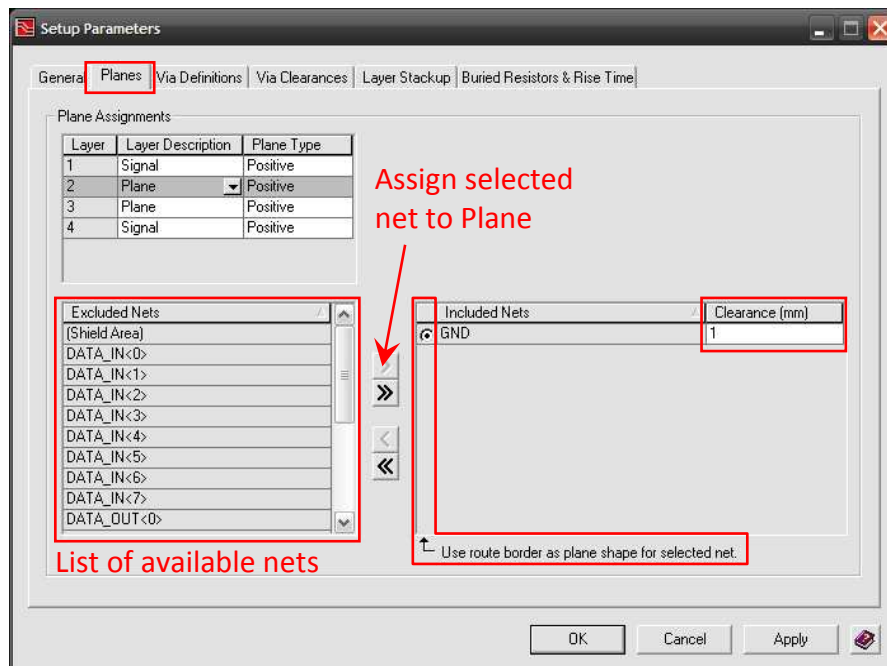 Setup Parameters
General Planes Via Definitions Via Clearances Layer Stackup Buried Resistors & Rise Time
Plane Assignments
Layer Layer Description Plane Type
1 Signal Positive
2 Plane Positive
3 Plane Positive
4 Signal Positive
Assign selected
net to Plane
Excluded Nets
(Shield Area)
DATA_IN<0>
DATA_IN<1>
DATA_IN<2>
DATA_IN<3>
DATA_IN<4>
DATA_IN<5>
DATA_IN<6>
DATA_IN<7>
DATA_OUT<0>
List of available nets
Included Nets Clearance (mm)
GND 1
Use route border as plane shape for selected net.
OK Cancel Apply